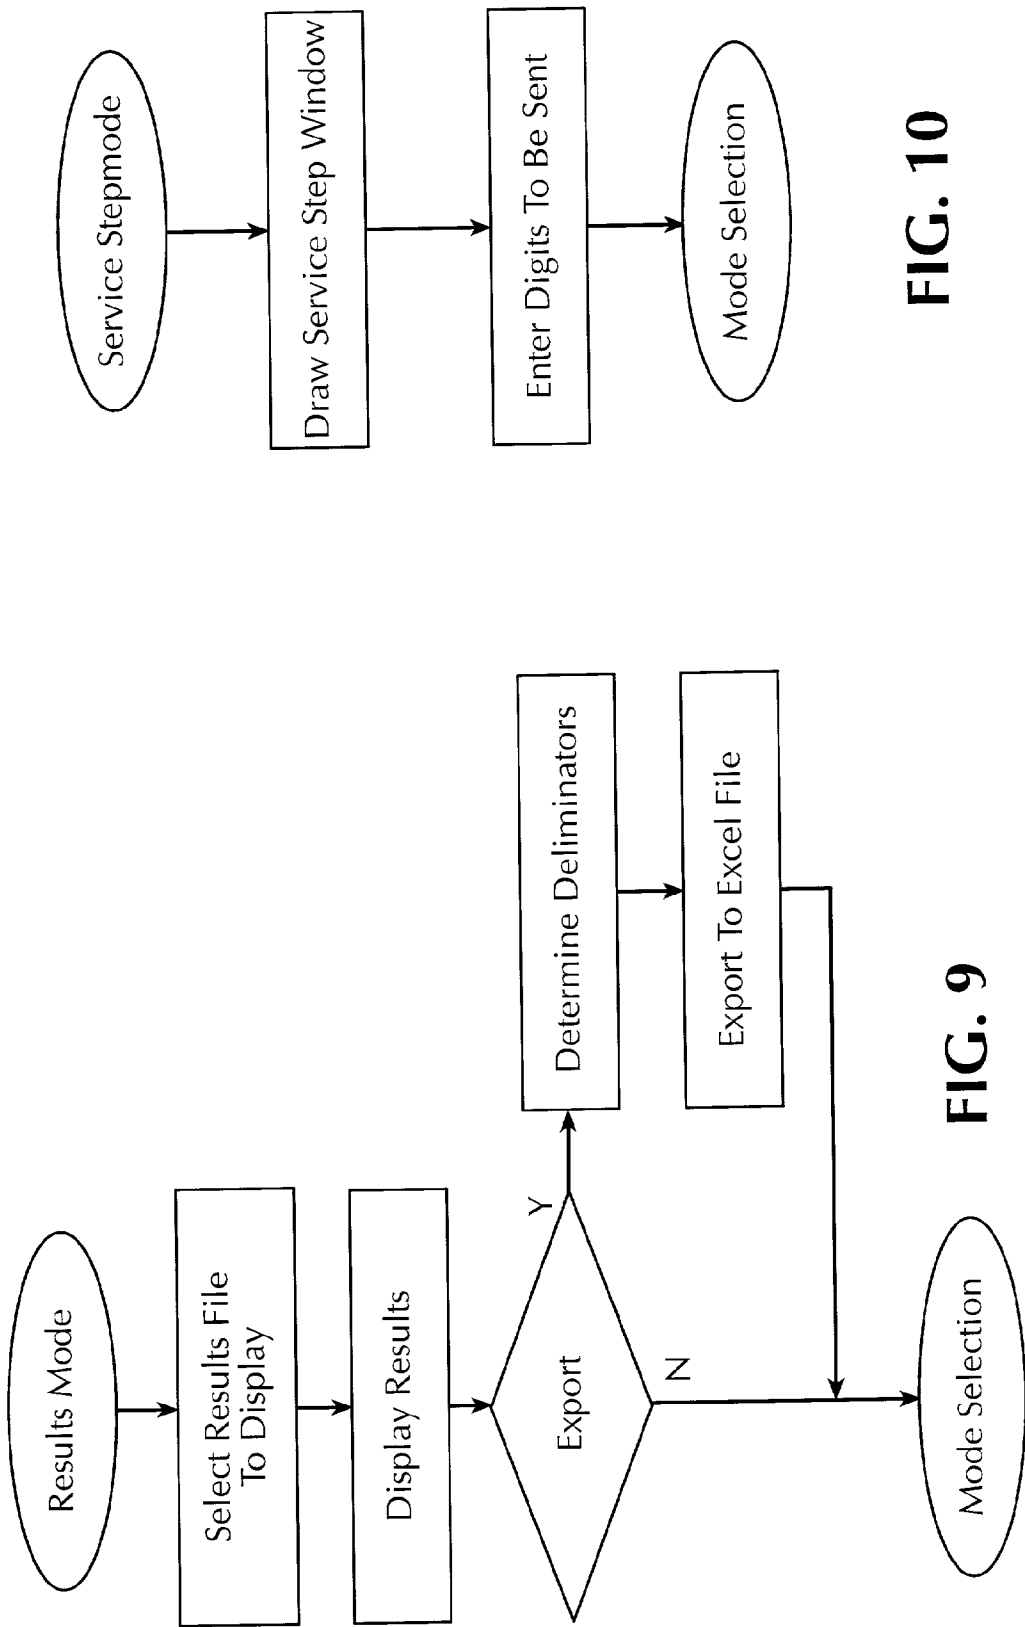 Results Mode
Select Results File
To Display
Display Results
Export
Y
N
Determine Deliminators
Export To Excel File
Mode Selection
FIG. 9
Service Stepmode
Draw Service Step Window
Enter Digits To Be Sent
Mode Selection
FIG. 10